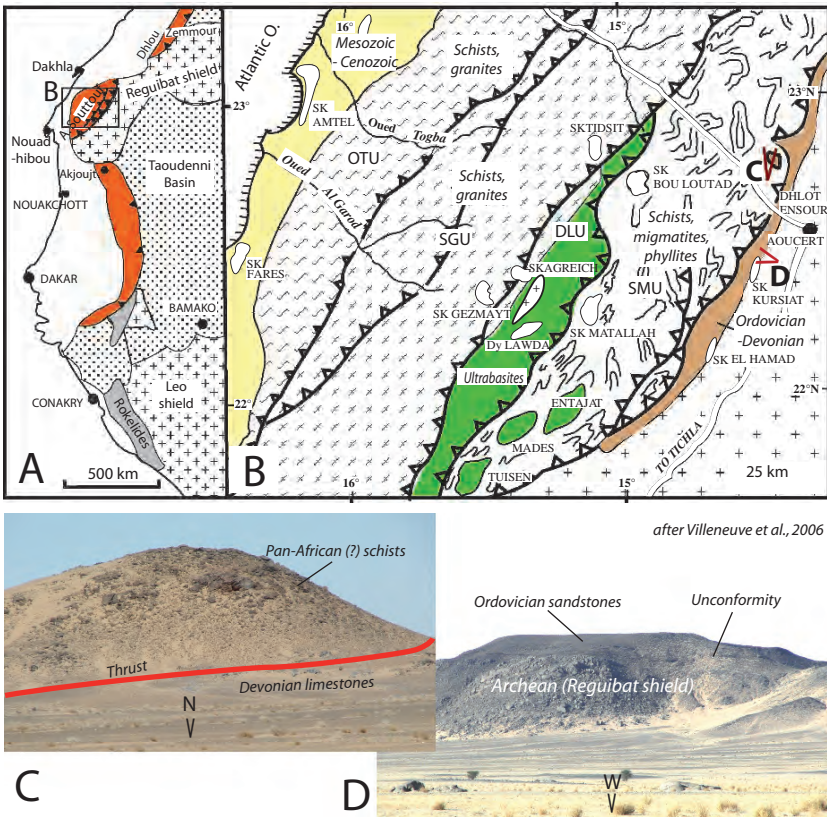 Zemmour
Dhlou
Dakhla
Reguibat shield
B
Adouttouf
Nouad
-hibou
Akjoujt
Taoudenni
Basin
NOUAKCHOTT
DAKAR
BAMAKO
Leo
shield
CONAKRY
Rokelides
A
500 km
16°
15°
Mesozoic
- Cenozoic
Atlantic O.
Schists,
granites
23°
23°N
SK
AMTEL
Oued
Togba
SKTIDSIT
OTU
Oued
Al Garod
Schists,
granites
SK
BOU LOUTAD
C
DHLOT
ENSOUR
AOUCERT
SGU
DLU
Schists,
migmatites,
phyllites
SK
FARES
SKAGREICH
SMU
D
SK
KURSIAT
SK GEZMAYT
Dy LAWDA
SK MATALLAH
Ordovician
-Devonian
SK EL HAMAD
Ultrabasites
22°
22°N
ENTAJAT
MADES
TUISEN
TO TICHLA
B
16°
15°
25 km
after Villeneuve et al., 2006
Pan-African (?) schists
Thrust
Devonian limestones
N
C
Ordovician sandstones
Unconformity
Archean (Reguibat shield)
W
D